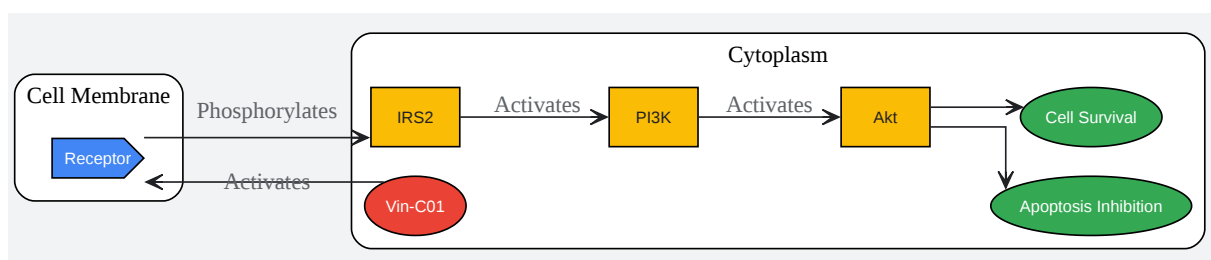 Cytoplasm
Cell Membrane
Phosphorylates
Activates
Activates
IRS2
PI3K
Akt
Cell Survival
Receptor
Activates
Vin-C01
Apoptosis Inhibition